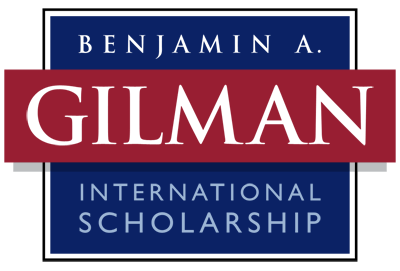 BENJAMIN A.
GILMAN
INTERNATIONAL
SCHOLARSHIP